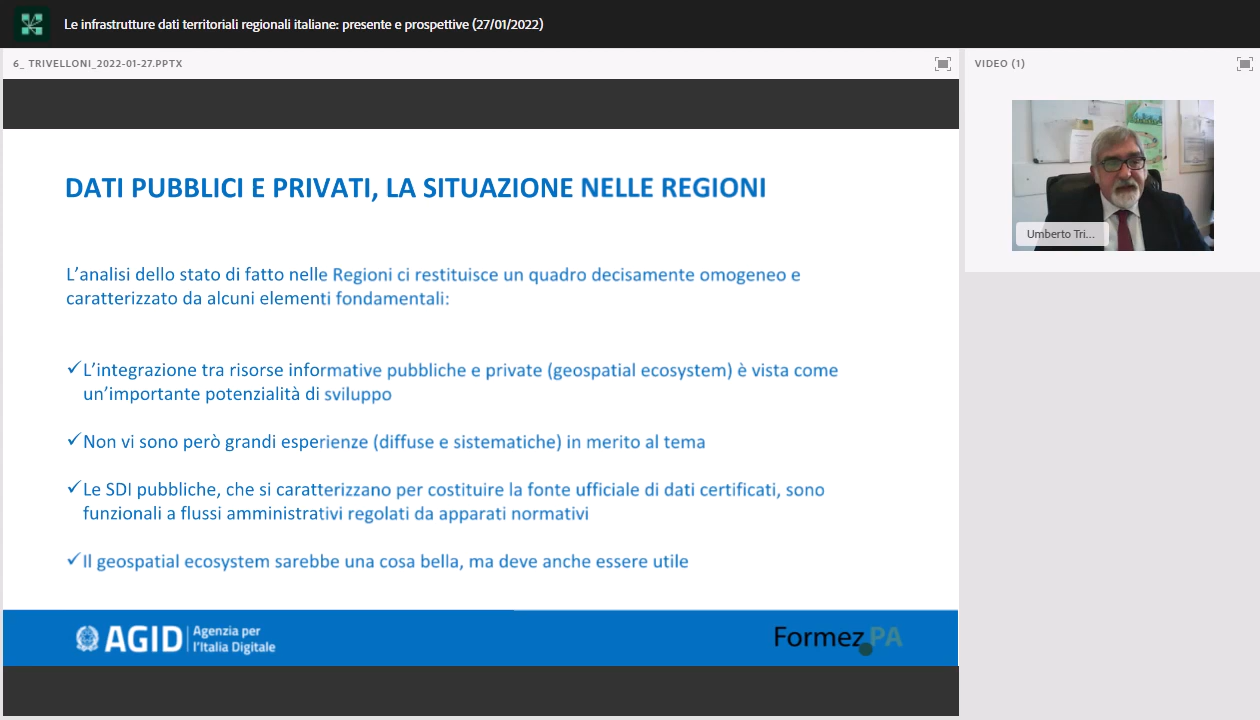 Le infrastrutture dati territoriali regionali italiane: presente e prospettive (27/01/2022)
6_ TRIVELLONI_2022-01-27.PPTX
VIDEO (1)
DATI PUBBLICI E PRIVATI, LA SITUAZIONE NELLE REGIONI
L’analisi dello stato di fatto nelle Regioni ci restituisce un quadro decisamente omogeneo e
caratterizzato da alcuni elementi fondamentali:
✓L’integrazione tra risorse informative pubbliche e private (geospatial ecosystem) è vista come
un’importante potenzialità di sviluppo
✓Non vi sono però grandi esperienze (diffuse e sistematiche) in merito al tema
✓Le SDI pubbliche, che si caratterizzano per costituire la fonte ufficiale di dati certificati, sono
funzionali a flussi amministrativi regolati da apparati normativi
✓Il geospatial ecosystem sarebbe una cosa bella, ma deve anche essere utile
Umberto Tri...
AGID
Agenzia per
l’Italia Digitale
Formez PA